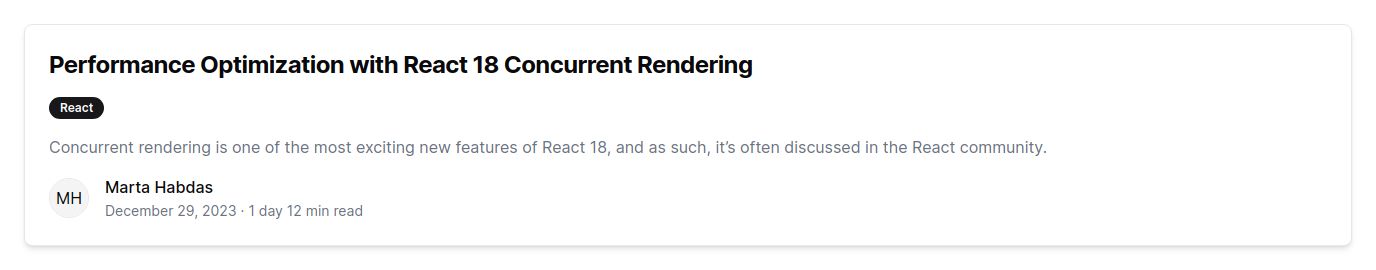 Performance Optimization with React 18 Concurrent Rendering
React
Concurrent rendering is one of the most exciting new features of React 18, and as such, it’s often discussed in the React community.
MH
Marta Habdas
December 29, 2023 · 1 day 12 min read